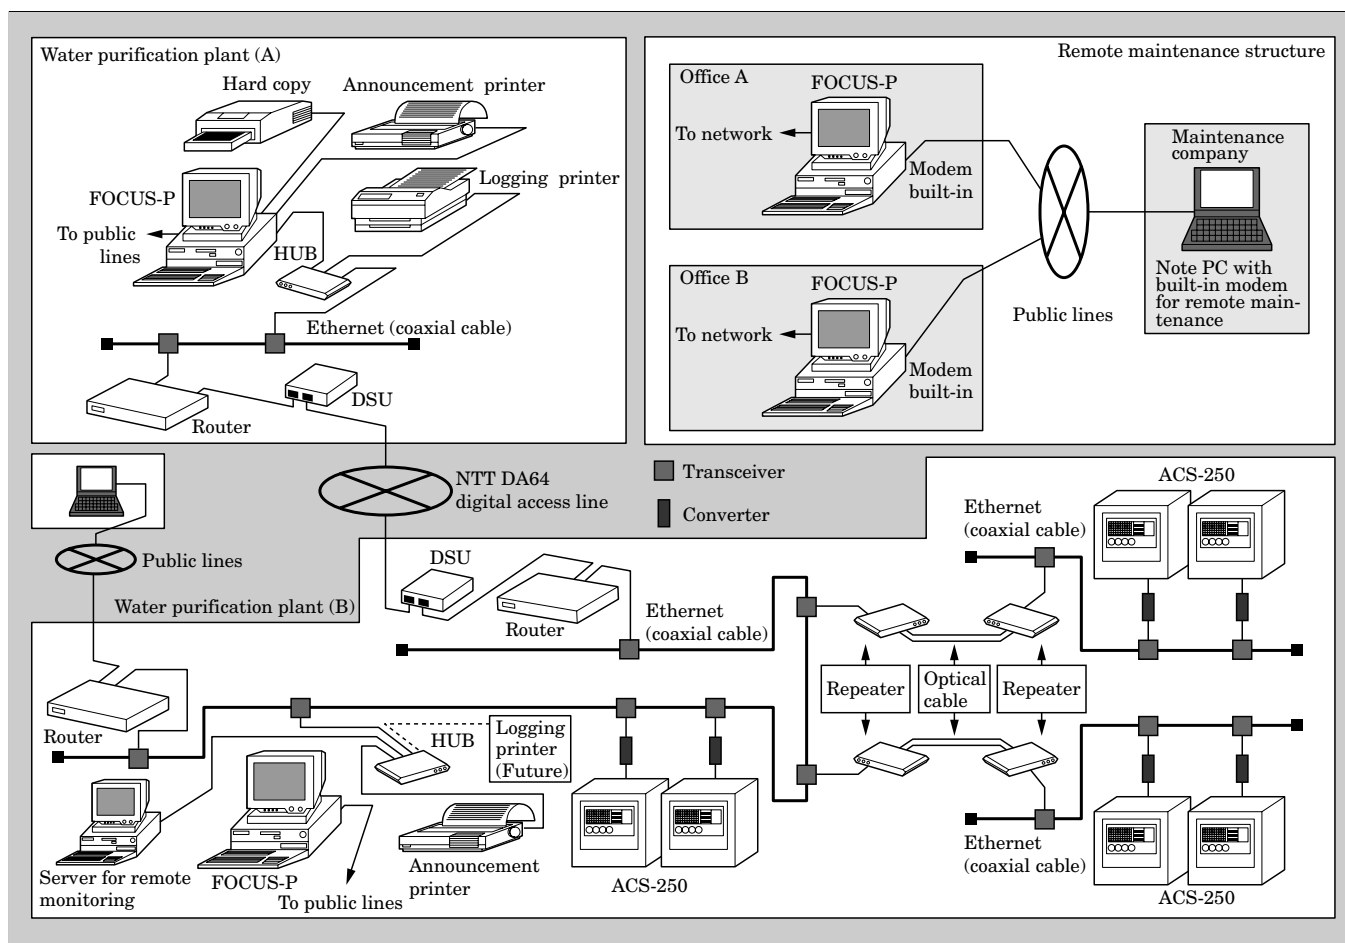 Water purification plant (A)
Hard copy
Announcement printer
FOCUS-P
Logging printer
To public
lines
HUB
Ethernet (coaxial cable)
DSU
Router
Remote maintenance structure
Office A
FOCUS-P
To network
Modem
built-in
Office B
FOCUS-P
To network
Modem
built-in
Public lines
Maintenance
company
Note PC with
built-in modem
for remote main-
tenance
NTT DA64
digital access line
Transceiver
Converter
Public lines
Water purification plant (B)
DSU
Router
Ethernet
(coaxial cable)
Ethernet
(coaxial cable)
ACS-250
Repeater
Optical
cable
Repeater
Router
HUB
Logging
printer
(Future)
Server for remote
monitoring
FOCUS-P
To public lines
Announcement
printer
ACS-250
Ethernet
(coaxial cable)
ACS-250